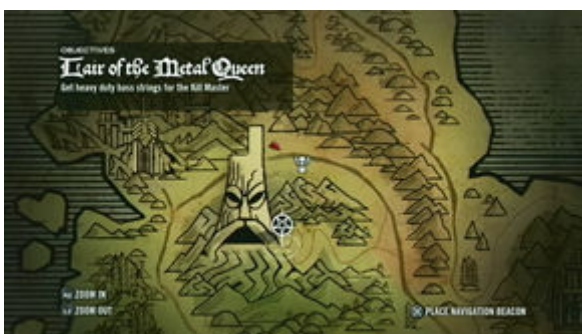 OBJECTIVES
Lair of the Metal Queen
Get heavy duty bass strings for the Kill Master
ZOOM IN
ZOOM OUT
PLACE NAVIGATION BEACON